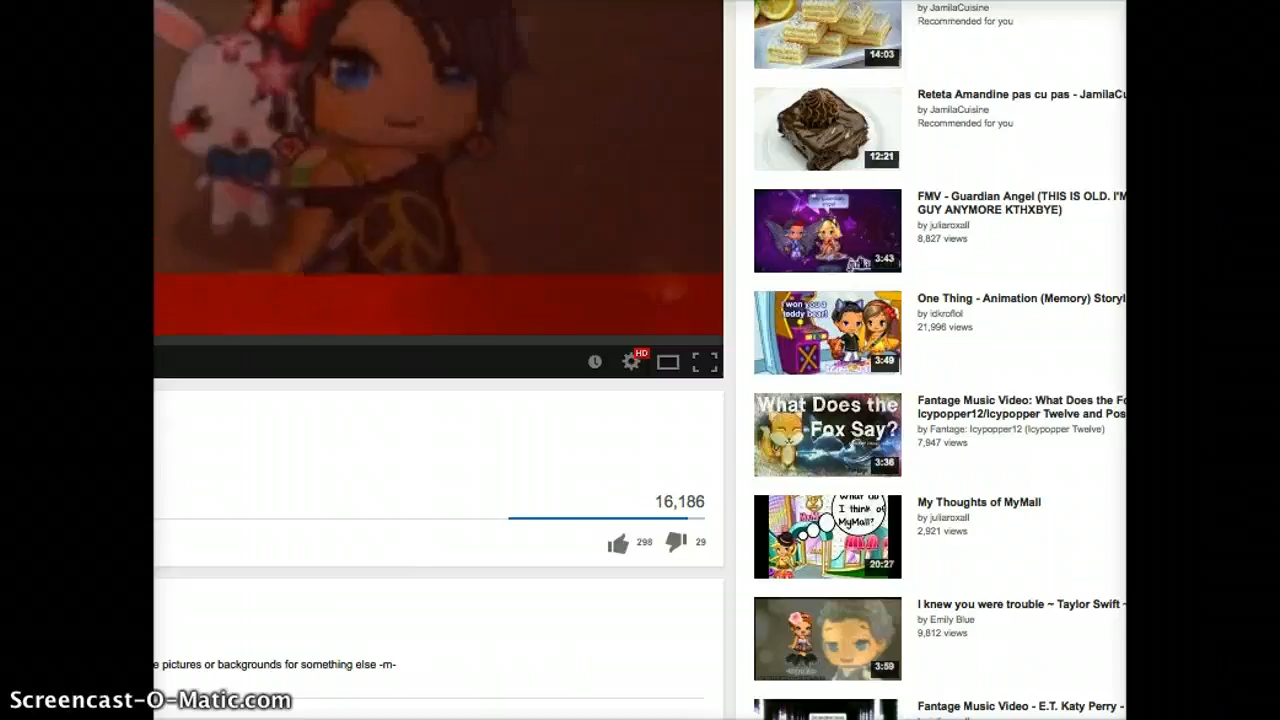 by JamilaCuisine
Recommended for you
14:03
Reteta Amandine pas cu pas - JamilaCu
by JamilaCuisine
Recommended for you
12:21
FMV - Guardian Angel (THIS IS OLD. I'M
GUY ANYMORE KTHXBYE)
by juliaroxall
8,827 views
3:43
One Thing - Animation (Memory) Storyl
by idkroflol
21,996 views
won you a
teddy bear!
3:49
HD
What Does the
Fox Say?
3:36
Fantage Music Video: What Does the Fo
Icypopper12/Icypopper Twelve and Pos
by Fantage: Icypopper12 (Icypopper Twelve)
7,947 views
16,186
298
29
What do
I think of
MyMall?
20:27
My Thoughts of MyMall
by juliaroxall
2,921 views
I knew you were trouble ~ Taylor Swift ~
by Emily Blue
9,812 views
3:59
e pictures or backgrounds for something else -m-
Fantage Music Video - E.T. Katy Perry -
Screencast-O-Matic.com